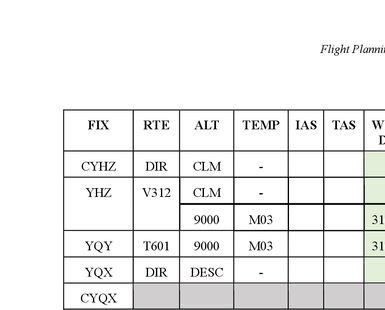 Flight Planni
FIX RTE ALT TEMP IAS TAS W
D
CYHZ DIR CLM -
YHZ V312 CLM -
9000 M03 31
YQY T601 9000 M03 31
YQX DIR DESC -
CYQX